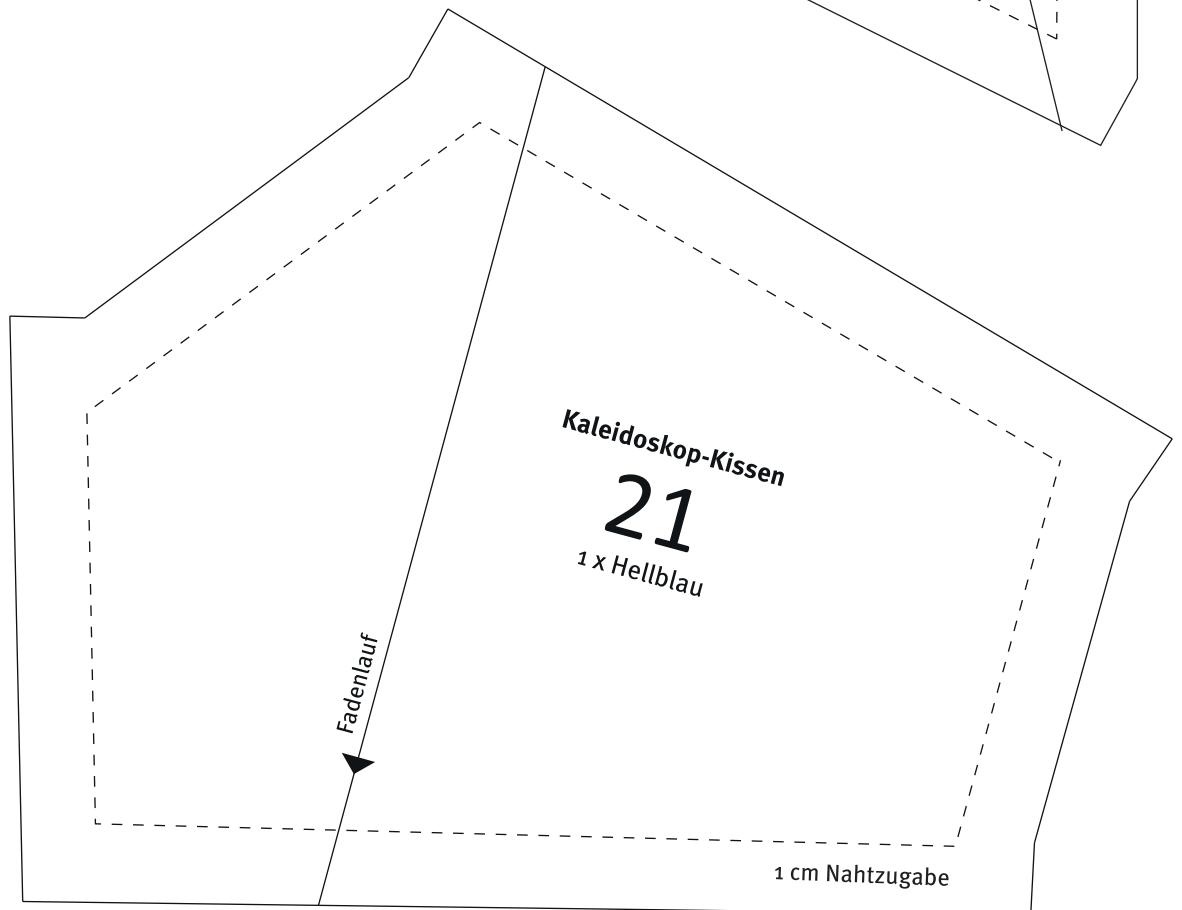 Kaleidoskop-Kissen
21
1 x Hellblau
Fadenlauf
1 cm Nahtzugabe